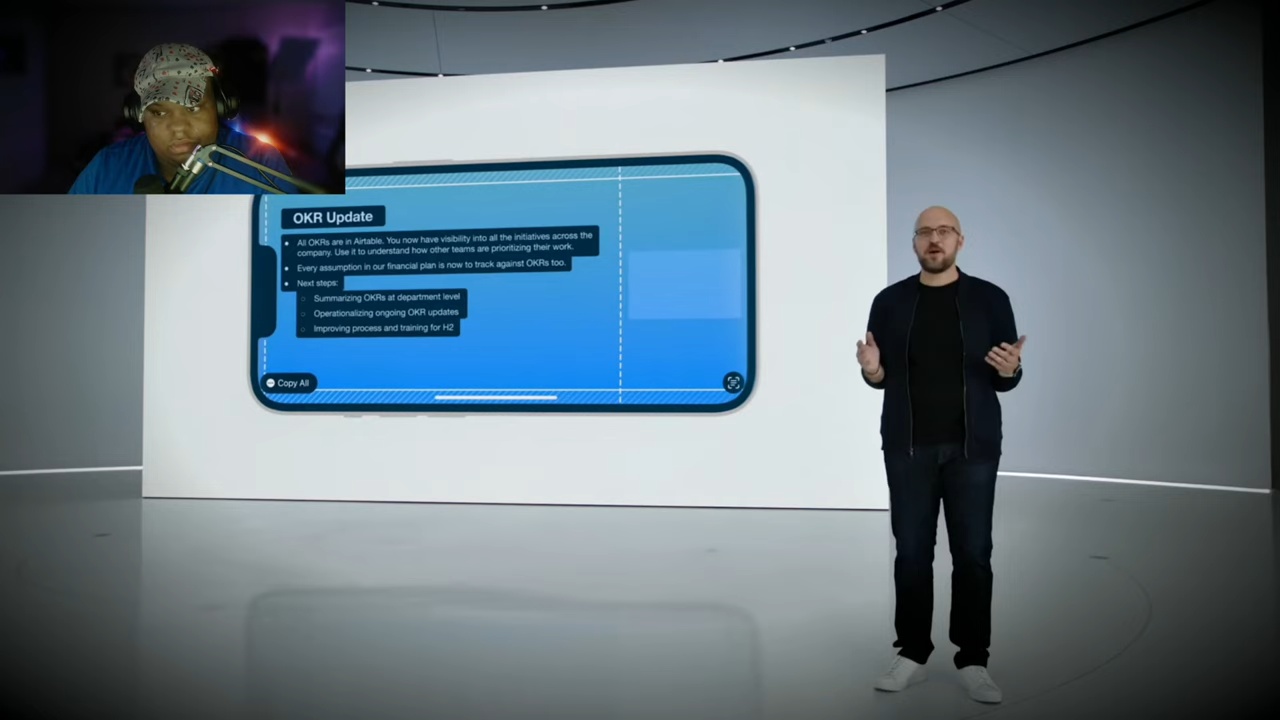 OKR Update
All OKRs are in Airtable. You now have visibility into all the initiatives across the
company. Use it to understand how other teams are prioritizing their work.
Every assumption in our financial plan is now to track against OKRs too.
Next steps:
Summarizing OKRs at department level
Operationalizing ongoing OKR updates
Improving process and training for H2
Copy All